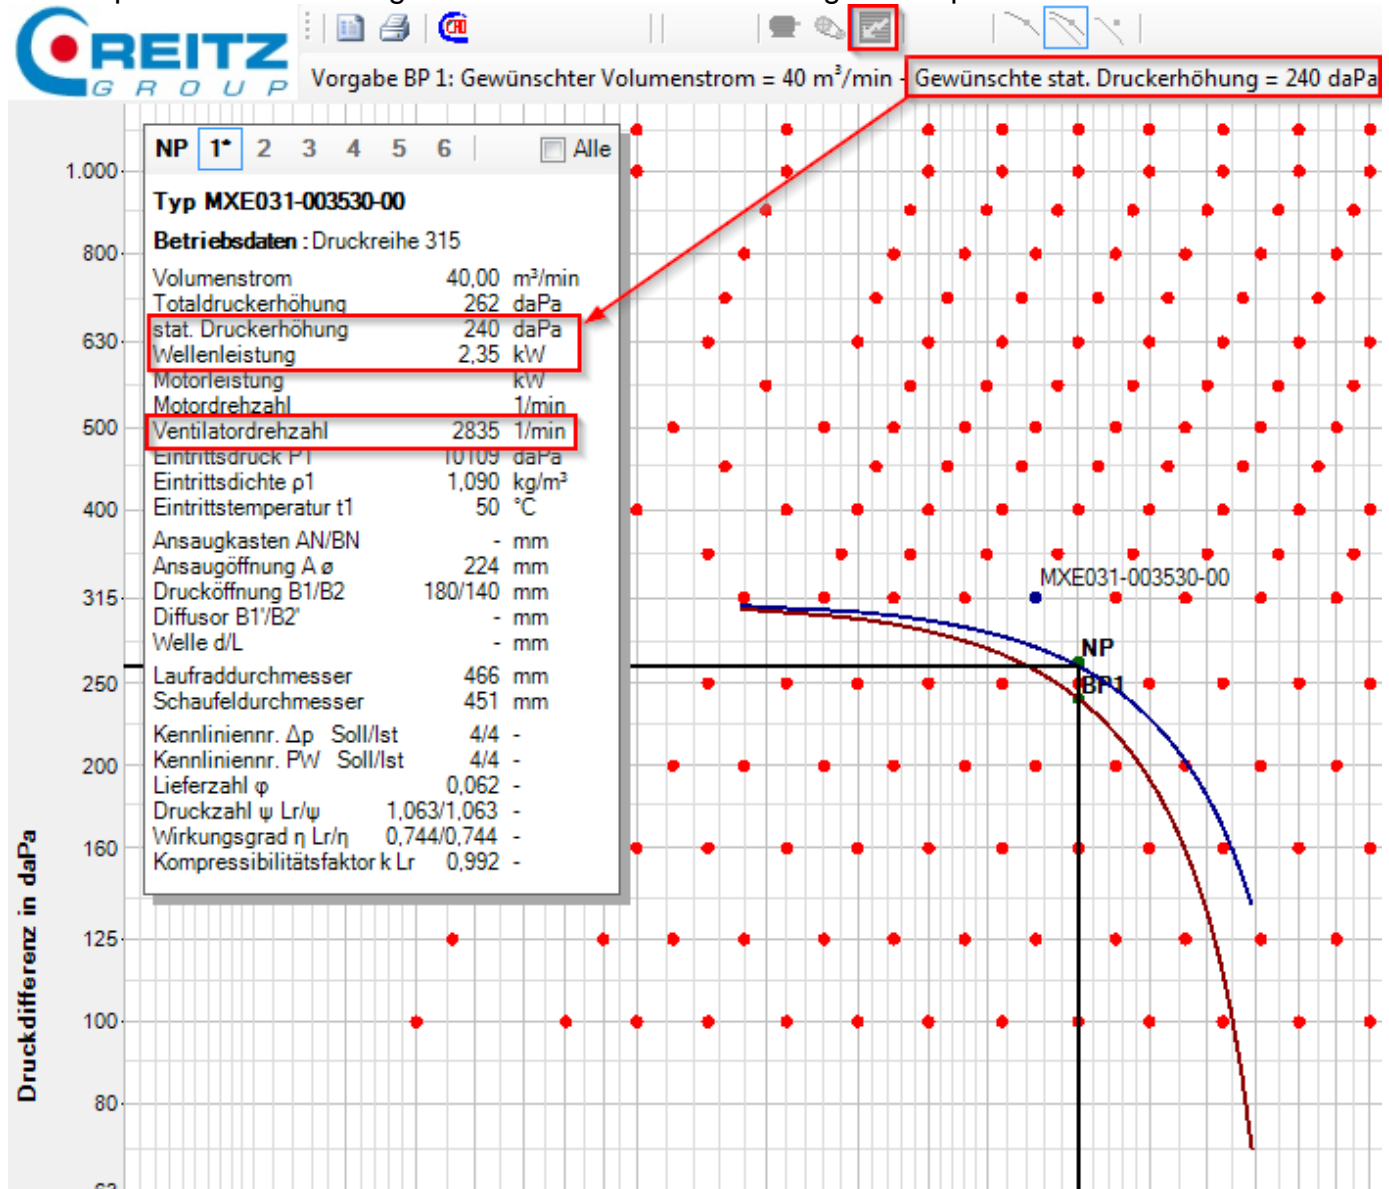 REITZ
GROUP
Vorgabe BP 1: Gewünschter Volumenstrom = 40 m³/min - Gewünschte stat. Druckerhöhung = 240 daPa
NP 1* 2 3 4 5 6 Alle
Typ MXE031-003530-00
Betriebsdaten : Druckreihe 315
Volumenstrom 40,00 m³/min
Totaldruckerhöhung 262 daPa
stat. Druckerhöhung 240 daPa
Wellenleistung 2,35 kW
Motorleistung kW
Motordrehzahl 1/min
Ventilatordrehzahl 2835 1/min
Eintrittsdruck P1 10109 daPa
Eintrittsdichte ρ1 1,090 kg/m³
Eintrittstemperatur t1 50 °C
Ansaugkasten AN/BN - mm
Ansaugöffnung A ø 224 mm
Drucköffnung B1/B2 180/140 mm
Diffusor B1'/B2' - mm
Welle d/L - mm
Laufraddurchmesser 466 mm
Schaufeldurchmesser 451 mm
Kennliniennr. Δp Soll/Ist 4/4 -
Kennliniennr. PW Soll/Ist 4/4 -
Lieferzahl φ 0,062 -
Druckzahl ψ Lr/ψ 1,063/1,063 -
Wirkungsgrad η Lr/η 0,744/0,744 -
Kompressibilitätsfaktor k Lr 0,992 -
1.000
800
630
500
400
315
250
200
160
125
100
80
Druckdifferenz in daPa
MXE031-003530-00
NP
BP1